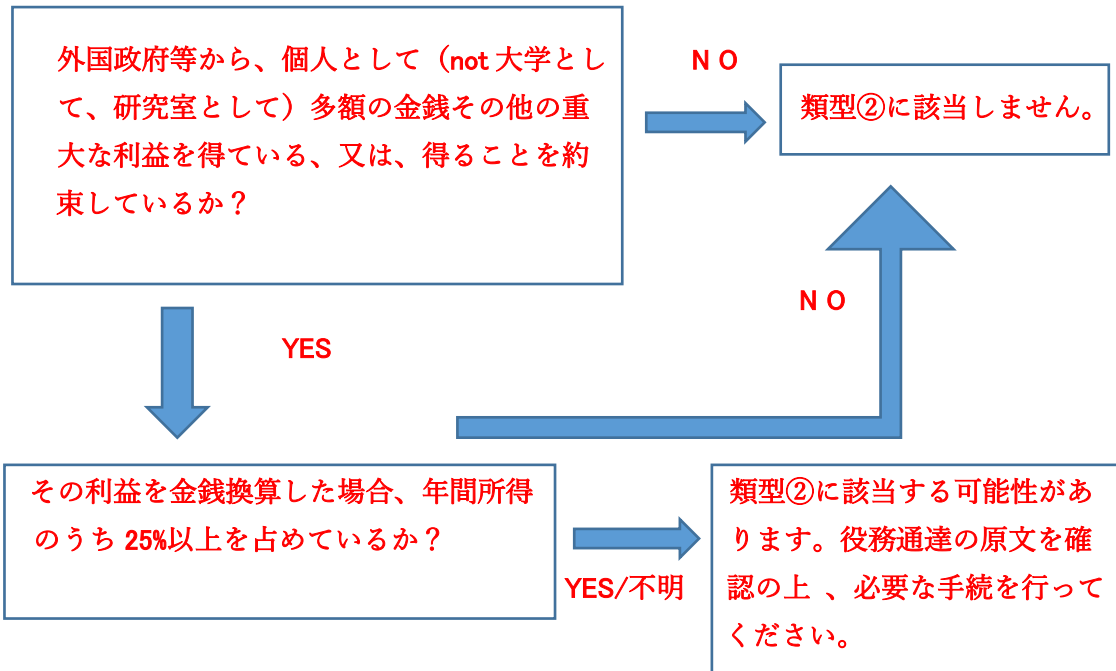 外国政府等から、個人として（not 大学とし
て、研究室として）多額の金銭その他の重
大な利益を得ている、又は、得ることを約
束しているか？
ＮＯ
類型②に該当しません。
YES
ＮＯ
その利益を金銭換算した場合、年間所得
のうち 25%以上を占めているか？
YES/不明
類型②に該当する可能性があ
ります。役務通達の原文を確
認の上 、必要な手続を行って
ください。